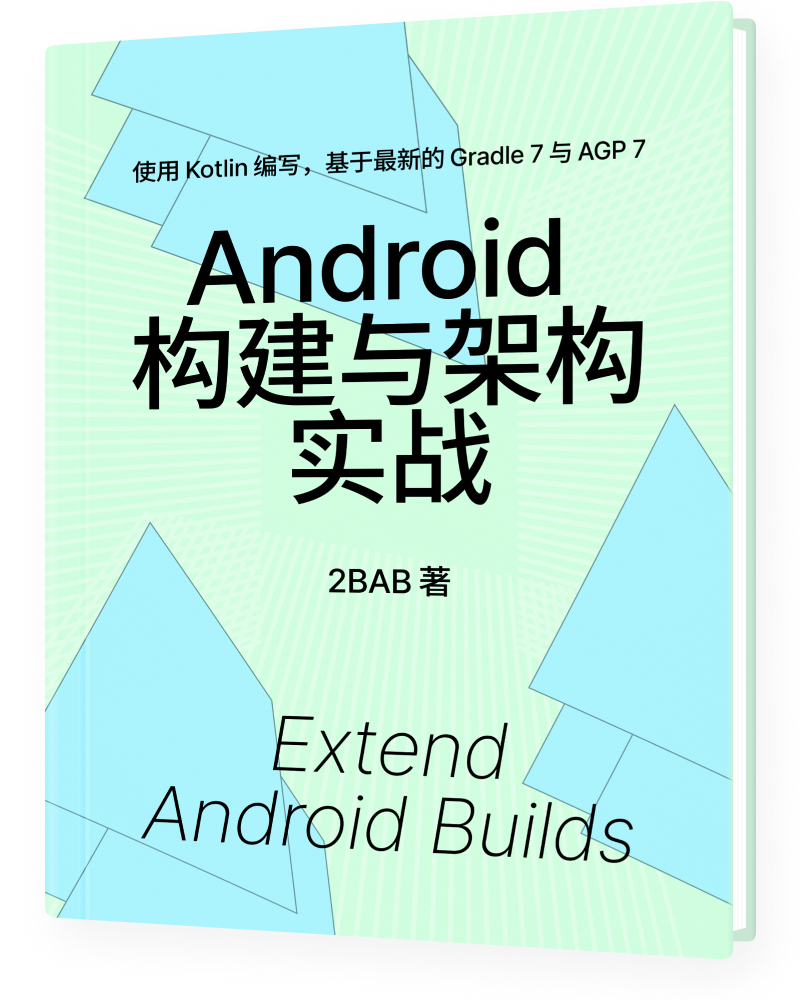 使用 Kotlin 编写，基于最新的 Gradle 7 与 AGP 7
Android
构建与架构
实战
2BAB 著
Extend
Android Builds